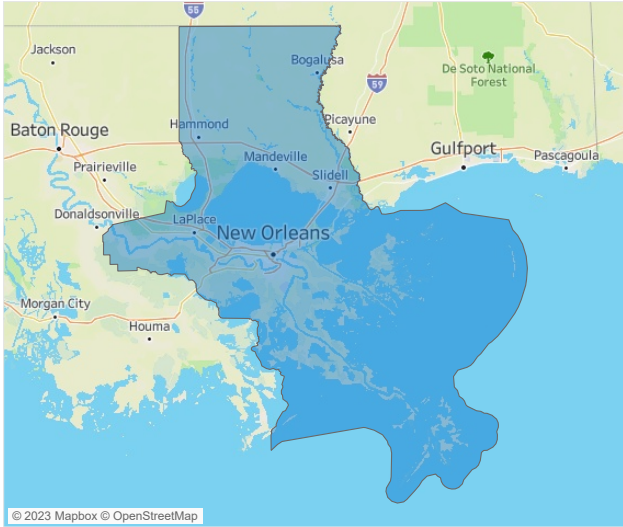 55
Jackson
Bogalusa
De Soto National
Forest
59
Picayune
Hammond
Baton Rouge
Gulfport
Mandeville
Pascagoula
Prairieville
Slidell
Donaldsonville
LaPlace
New Orleans
Morgan City
Houma
© 2023 Mapbox © OpenStreetMap